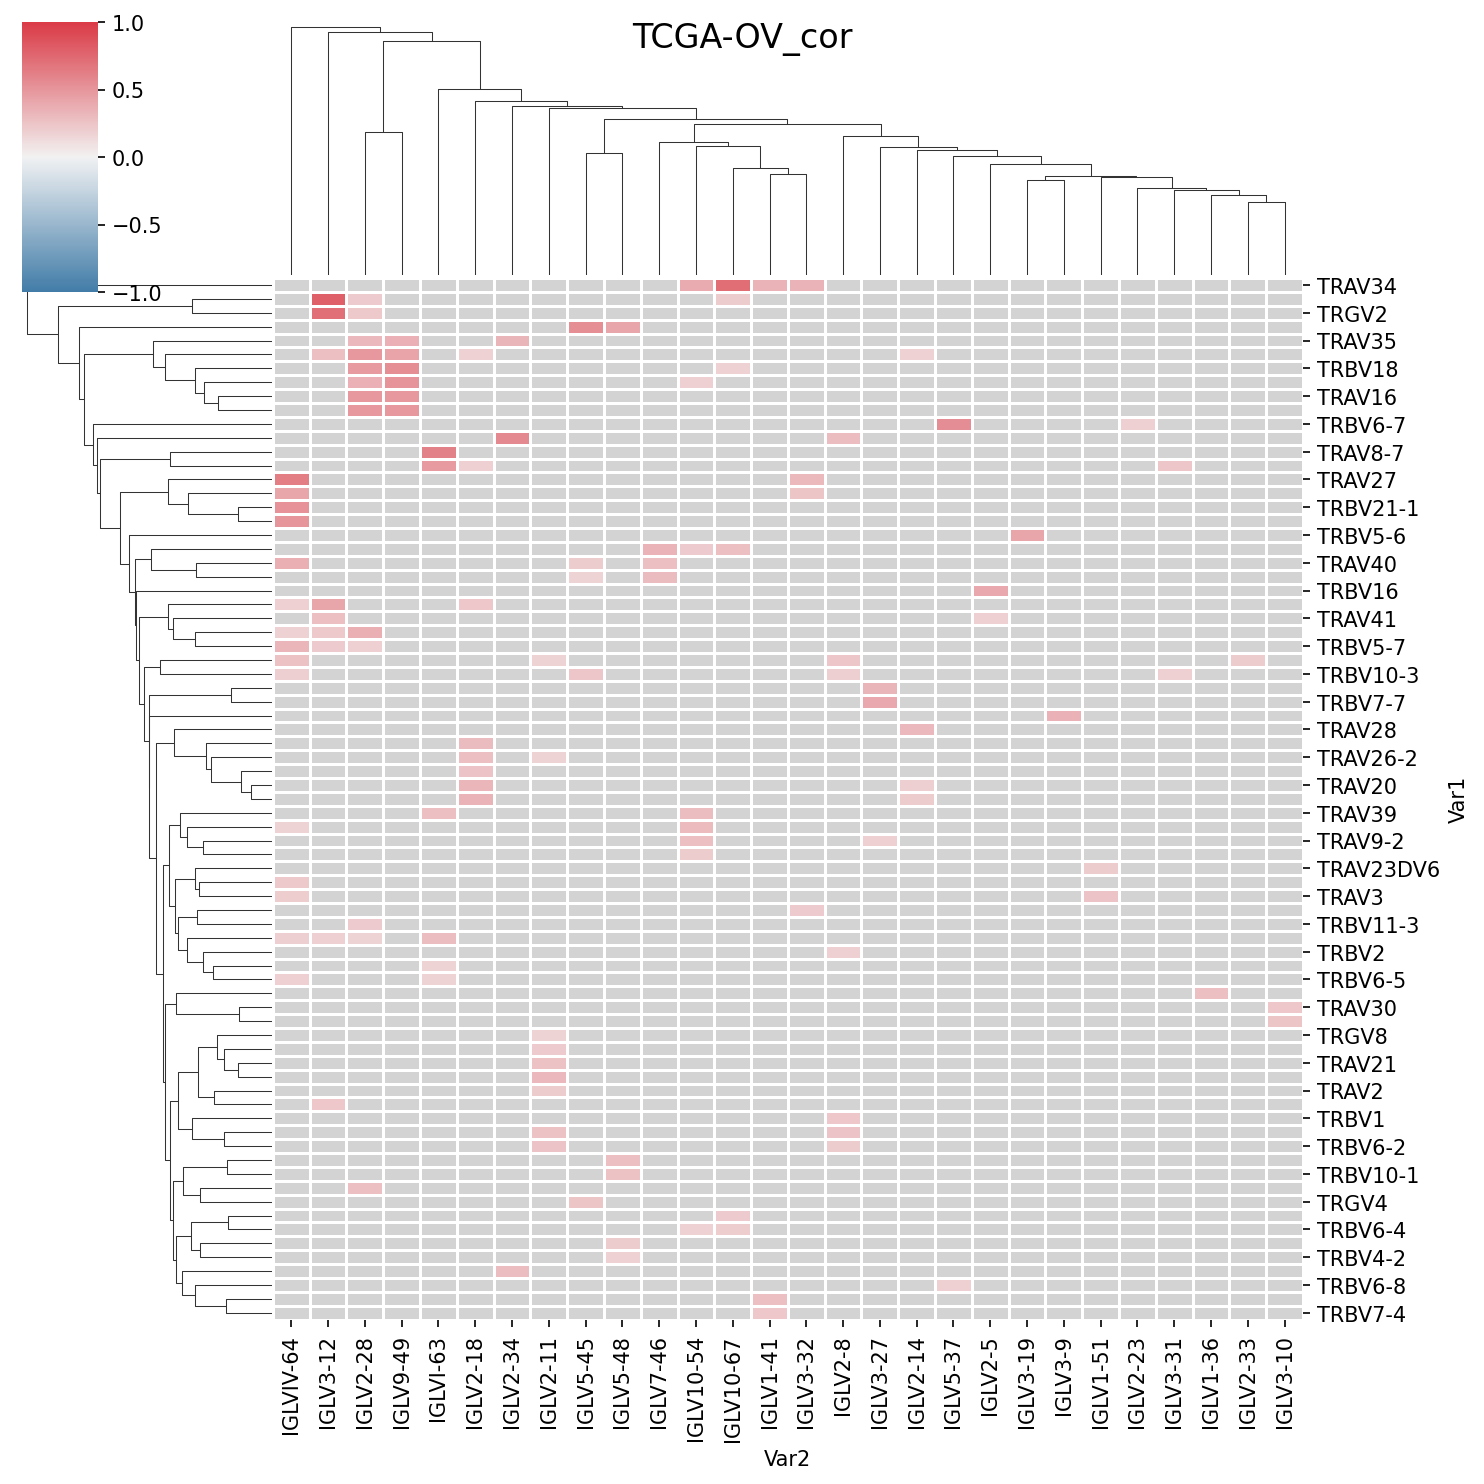 TCGA-OV_cor
1.0
0.5
0.0
−0.5
−1.0
TRAV34
TRGV2
TRAV35
TRBV18
TRAV16
TRBV6-7
TRAV8-7
TRAV27
TRBV21-1
TRBV5-6
TRAV40
TRBV16
TRAV41
TRBV5-7
TRBV10-3
TRBV7-7
TRAV28
TRAV26-2
TRAV20
TRAV39
TRAV9-2
TRAV23DV6
TRAV3
TRBV11-3
TRBV2
TRBV6-5
TRAV30
TRGV8
TRAV21
TRAV2
TRBV1
TRBV6-2
TRBV10-1
TRGV4
TRBV6-4
TRBV4-2
TRBV6-8
TRBV7-4
Var1
IGLVIV-64
IGLV3-12
IGLV2-28
IGLV9-49
IGLVI-63
IGLV2-18
IGLV2-34
IGLV2-11
IGLV5-45
IGLV5-48
IGLV7-46
IGLV10-54
IGLV10-67
IGLV1-41
IGLV3-32
IGLV2-8
IGLV3-27
IGLV2-14
IGLV5-37
IGLV2-5
IGLV3-19
IGLV3-9
IGLV1-51
IGLV2-23
IGLV3-31
IGLV1-36
IGLV2-33
IGLV3-10
Var2